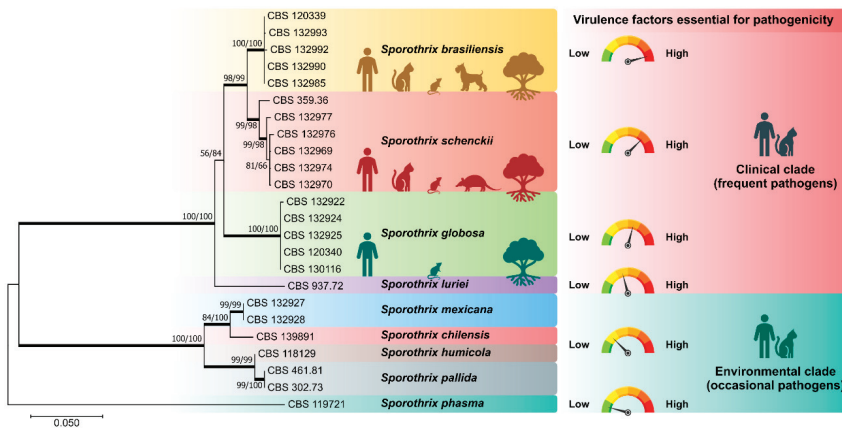 Virulence factors essential for pathogenicity
CBS 120339
CBS 132993
CBS 132992
CBS 132990
CBS 132985
100/100
Sporothrix brasiliensis
Low High
98/99
CBS 359.36
CBS 132977
CBS 132976
CBS 132969
CBS 132974
CBS 132970
99/98
99/98
81/66
Sporothrix schenckii
Low High
Clinical clade
(frequent pathogens)
56/84
CBS 132922
CBS 132924
CBS 132925
CBS 120340
CBS 130116
100/100
Sporothrix globosa
Low High
100/100
CBS 937.72
Sporothrix luriei
Low High
CBS 132927
CBS 132928
99/99
Sporothrix mexicana
84/100
CBS 139891
Sporothrix chilensis
100/100
CBS 118129
Sporothrix humicola
99/99
CBS 461.81
CBS 302.73
99/100
Sporothrix pallida
Low High
Environmental clade
(occasional pathogens)
CBS 119721
Sporothrix phasma
Low High
0.050